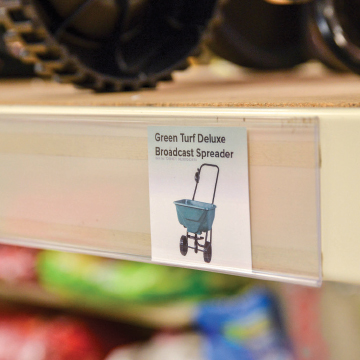 Green Turf Deluxe
Broadcast Spreader